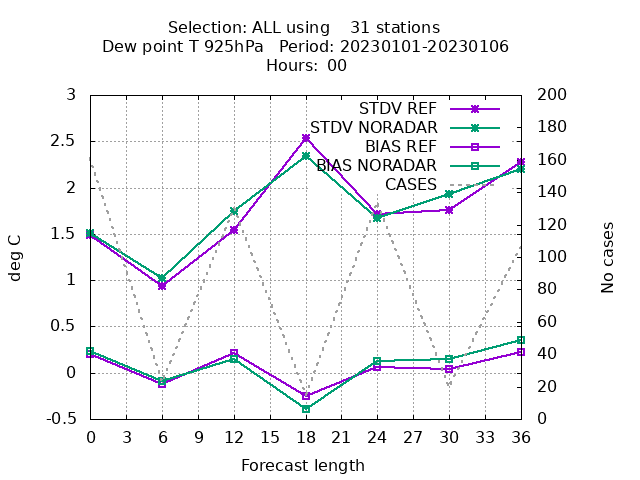 Selection: ALL using    31 stations
Dew point T 925hPa   Period: 20230101-20230106
Hours: 00
3
2.5
2
1.5
1
0.5
0
-0.5
200
180
160
140
120
100
80
60
40
20
0
STDV REF
STDV NORADAR
BIAS REF
BIAS NORADAR
CASES
deg C
No cases
0 3 6 9 12 15 18 21 24 27 30 33 36
Forecast length